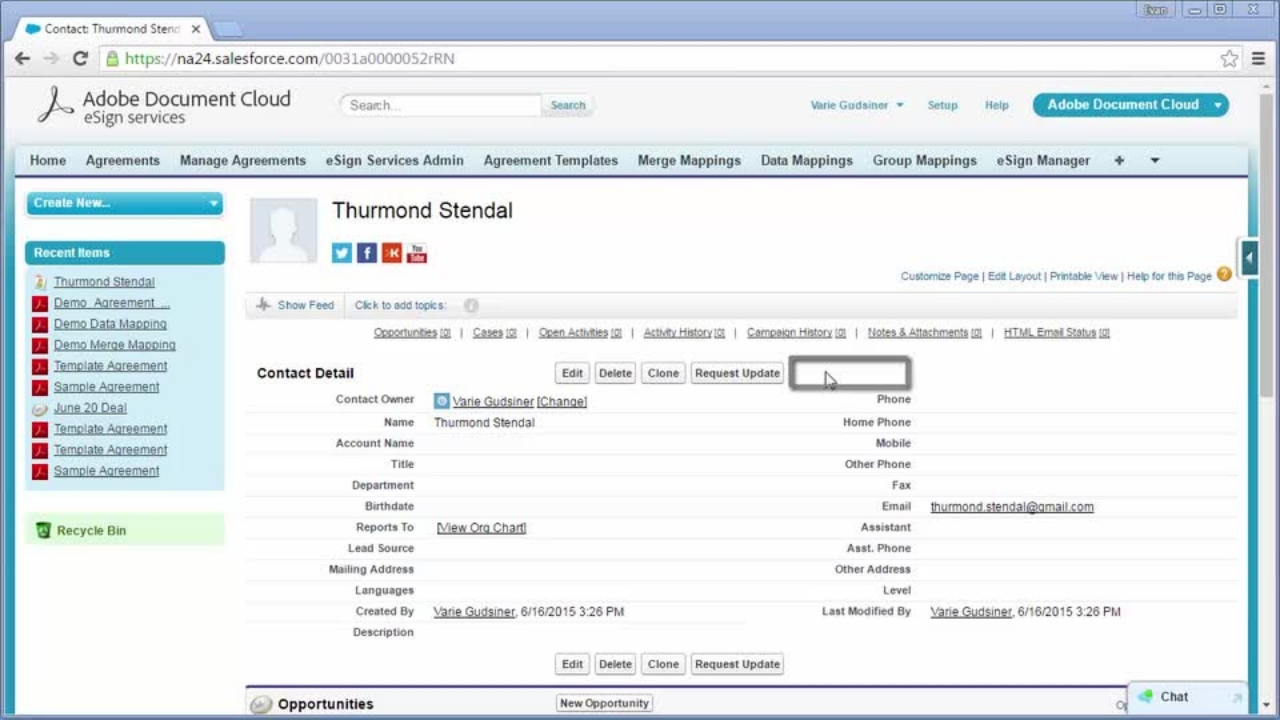 Evan
Contact: Thurmond Stend
https://na24.salesforce.com/0031a0000052rRN
Adobe Document Cloud
eSign services
Search...
Search
Varie Gudsiner
Setup
Help
Adobe Document Cloud
Home Agreements Manage Agreements eSign Services Admin Agreement Templates Merge Mappings Data Mappings Group Mappings eSign Manager +
Create New...
Recent Items
Thurmond Stendal
Demo_Agreement_...
Demo Data Mapping
Demo Merge Mapping
Template Agreement
Sample Agreement
June 20 Deal
Template Agreement
Template Agreement
Sample Agreement
Recycle Bin
Thurmond Stendal
You
Tube
Customize Page | Edit Layout | Printable View | Help for this Page ?
Show Feed Click to add topics: i
Opportunities [0] | Cases [0] | Open Activities [0] | Activity History [0] | Campaign History [0] | Notes & Attachments [0] | HTML Email Status [0]
Contact Detail Edit Delete Clone Request Update
Contact Owner Varie Gudsiner [Change] Phone
Name Thurmond Stendal Home Phone
Account Name Mobile
Title Other Phone
Department Fax
Birthdate Email thurmond.stendal@gmail.com
Reports To [View Org Chart] Assistant
Lead Source Asst. Phone
Mailing Address Other Address
Languages Level
Created By Varie Gudsiner, 6/16/2015 3:26 PM Last Modified By Varie Gudsiner, 6/16/2015 3:26 PM
Description
Edit Delete Clone Request Update
Opportunities New Opportunity
Chat